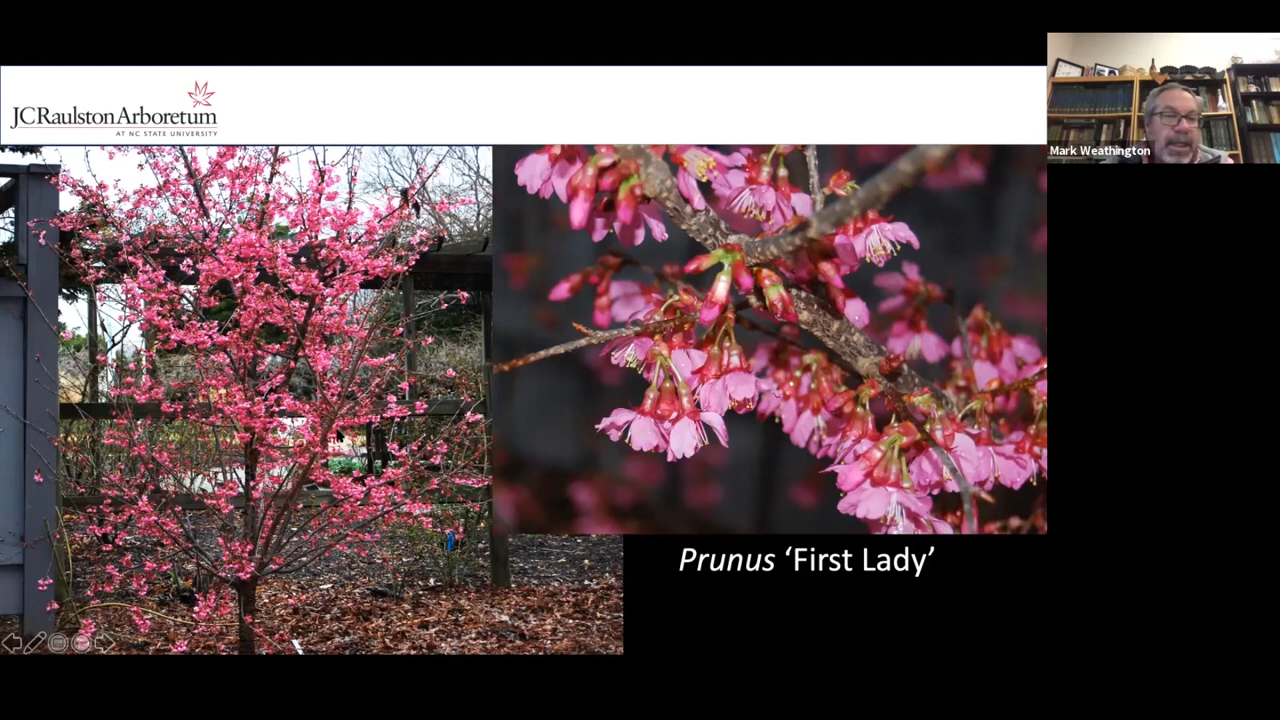 JCRaulston Arboretum
AT NC STATE UNIVERSITY
Mark Weathington
Prunus ‘First Lady’